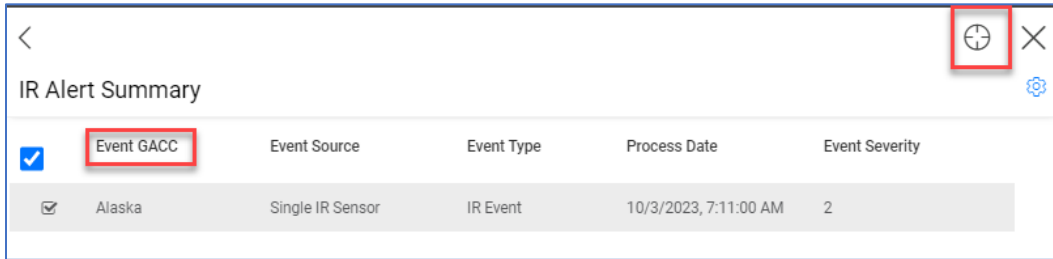 IR Alert Summary
Event GACC Event Source Event Type Process Date Event Severity
Alaska Single IR Sensor IR Event 10/3/2023, 7:11:00 AM 2